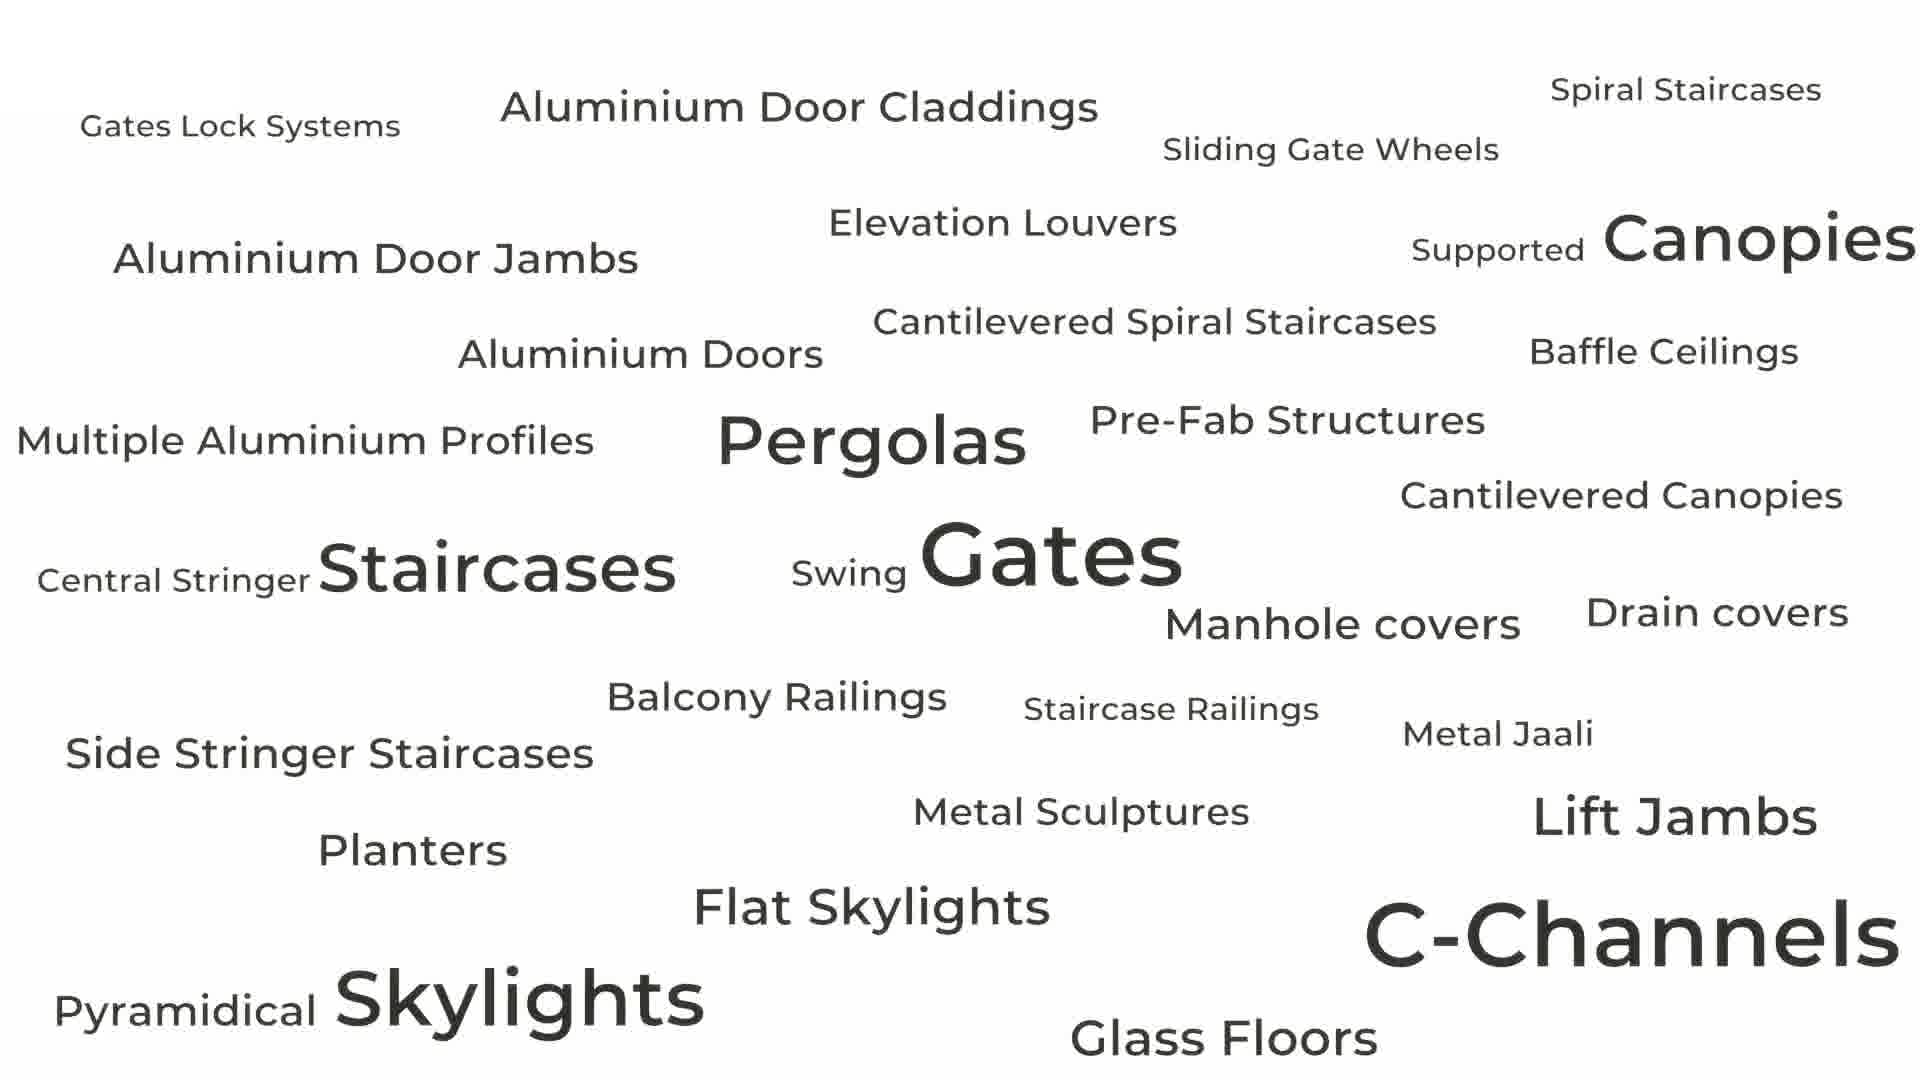 Spiral Staircases
Aluminium Door Claddings
Gates Lock Systems
Sliding Gate Wheels
Elevation Louvers
Supported Canopies
Aluminium Door Jambs
Cantilevered Spiral Staircases
Aluminium Doors
Baffle Ceilings
Pre-Fab Structures
Multiple Aluminium Profiles
Pergolas
Cantilevered Canopies
Central Stringer Staircases
Swing Gates
Manhole covers
Drain covers
Balcony Railings
Staircase Railings
Metal Jaali
Side Stringer Staircases
Metal Sculptures
Lift Jambs
Planters
Flat Skylights
C-Channels
Pyramidical Skylights
Glass Floors